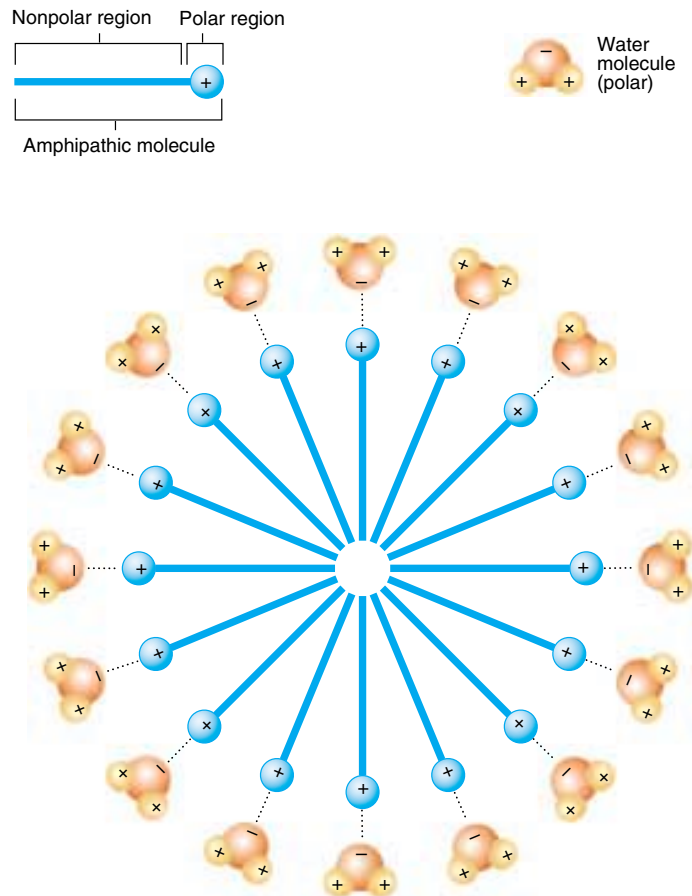 Nonpolar region
Polar region
+
Amphipathic molecule
−
+ +
Water
molecule
(polar)